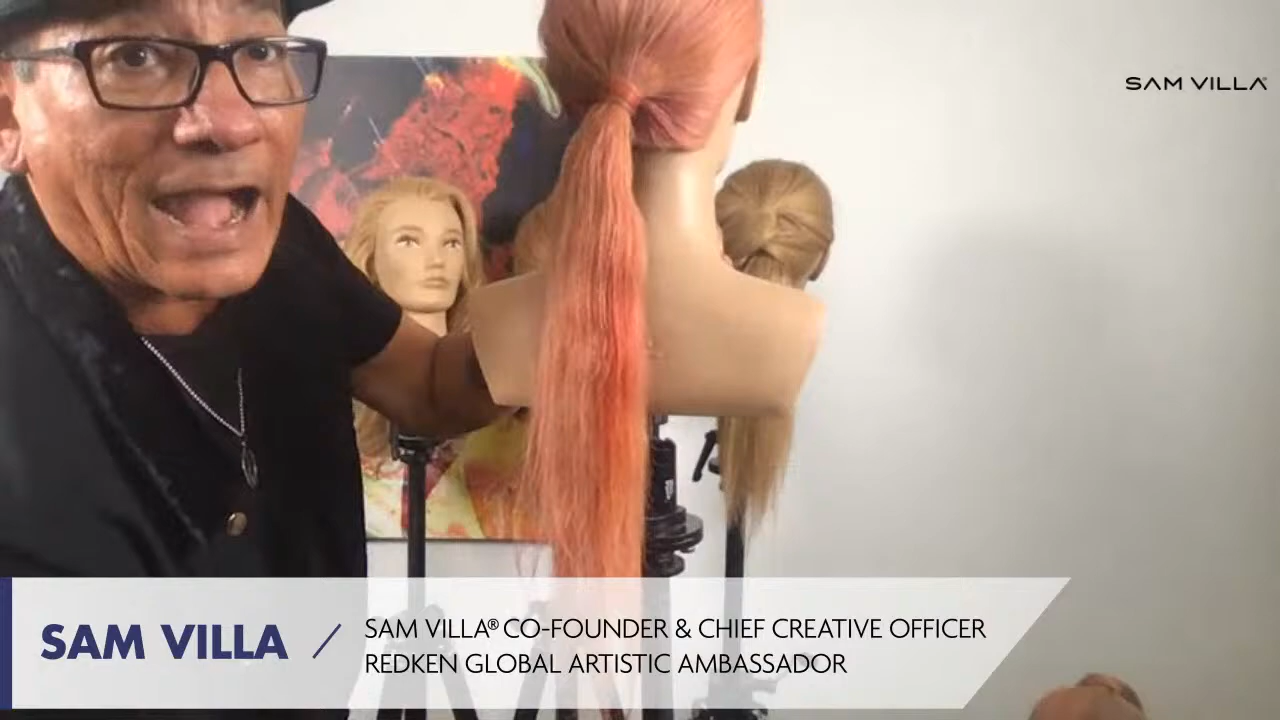 SAM VILLA®
SAM VILLA / SAM VILLA® CO-FOUNDER & CHIEF CREATIVE OFFICER
REDKEN GLOBAL ARTISTIC AMBASSADOR